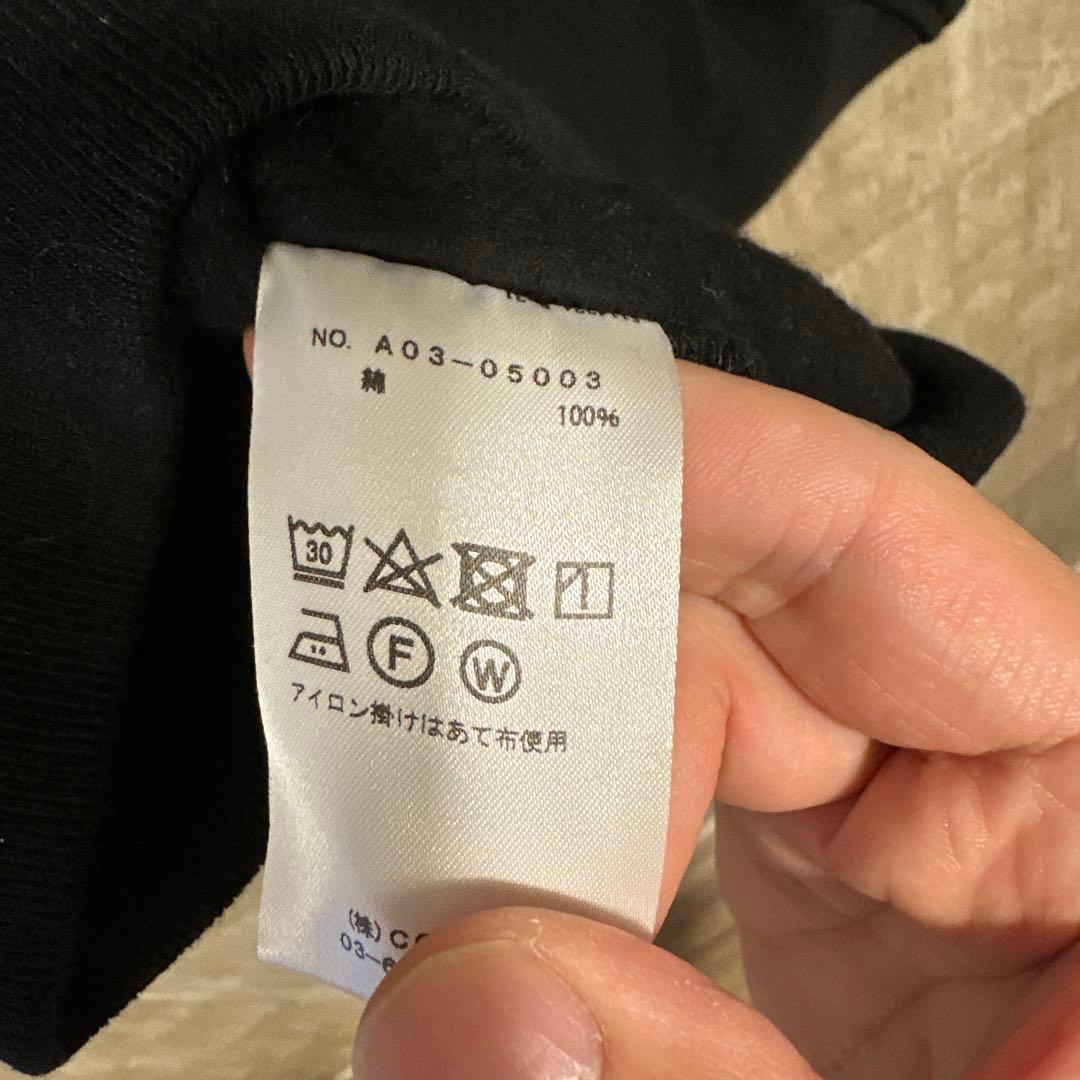 NO. A03-05003
綿 100%
30
F W
アイロン掛けはあて布使用
(株) C
03-6